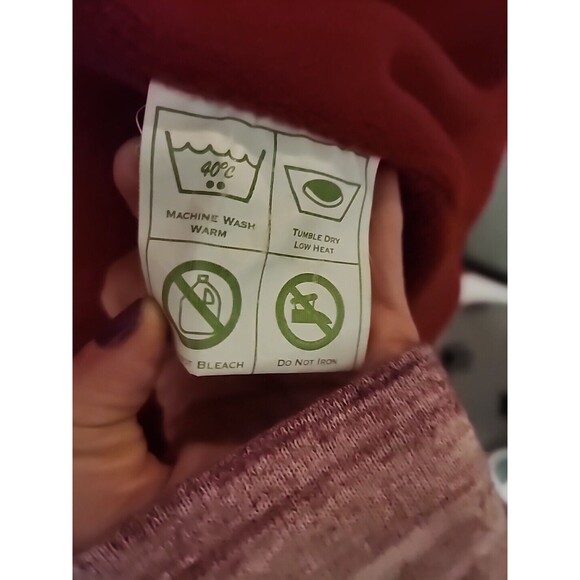 40°C
MACHINE WASH
WARM
TUMBLE DRY
LOW HEAT
BLEACH
DO NOT IRON